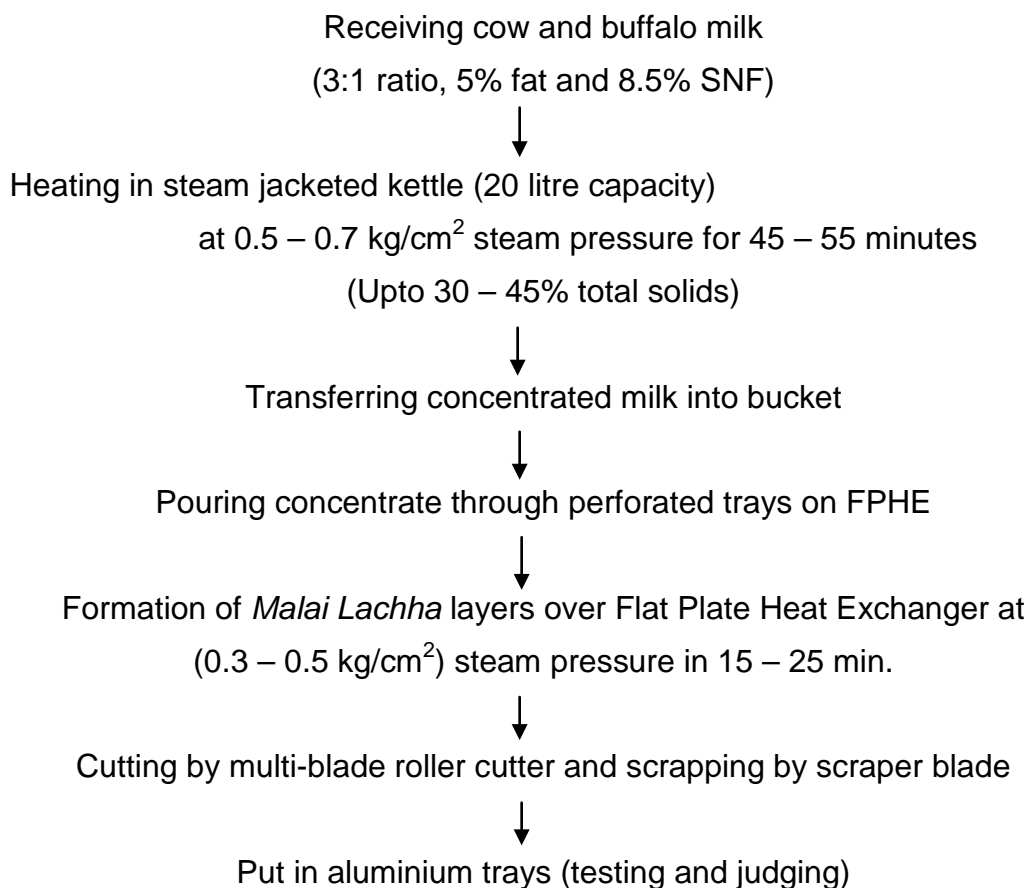 Receiving cow and buffalo milk
(3:1 ratio, 5% fat and 8.5% SNF)
Heating in steam jacketed kettle (20 litre capacity)
at 0.5 – 0.7 kg/cm² steam pressure for 45 – 55 minutes
(Upto 30 – 45% total solids)
Transferring concentrated milk into bucket
Pouring concentrate through perforated trays on FPHE
Formation of Malai Lachha layers over Flat Plate Heat Exchanger at
(0.3 – 0.5 kg/cm²) steam pressure in 15 – 25 min.
Cutting by multi-blade roller cutter and scrapping by scraper blade
Put in aluminium trays (testing and judging)